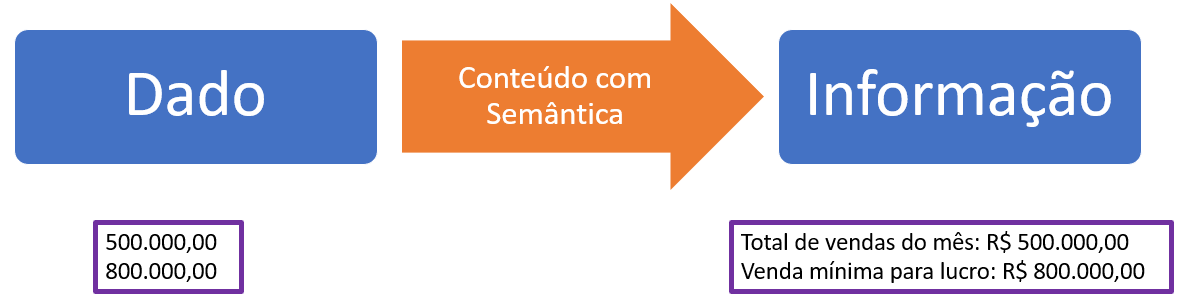 Dado
Conteúdo com
Semântica
Informação
500.000,00
800.000,00
Total de vendas do mês: R$ 500.000,00
Venda mínima para lucro: R$ 800.000,00